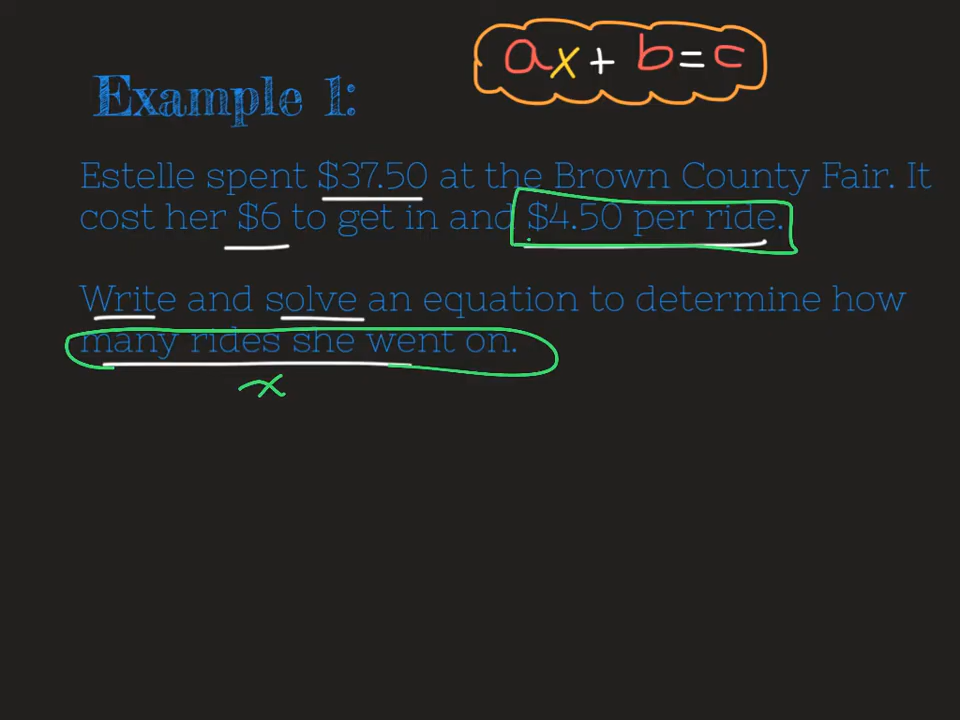 ax + b = c
Example 1:
Estelle spent $37.50 at the Brown County Fair. It
cost her $6 to get in and $4.50 per ride.
Write and solve an equation to determine how
many rides she went on.
x